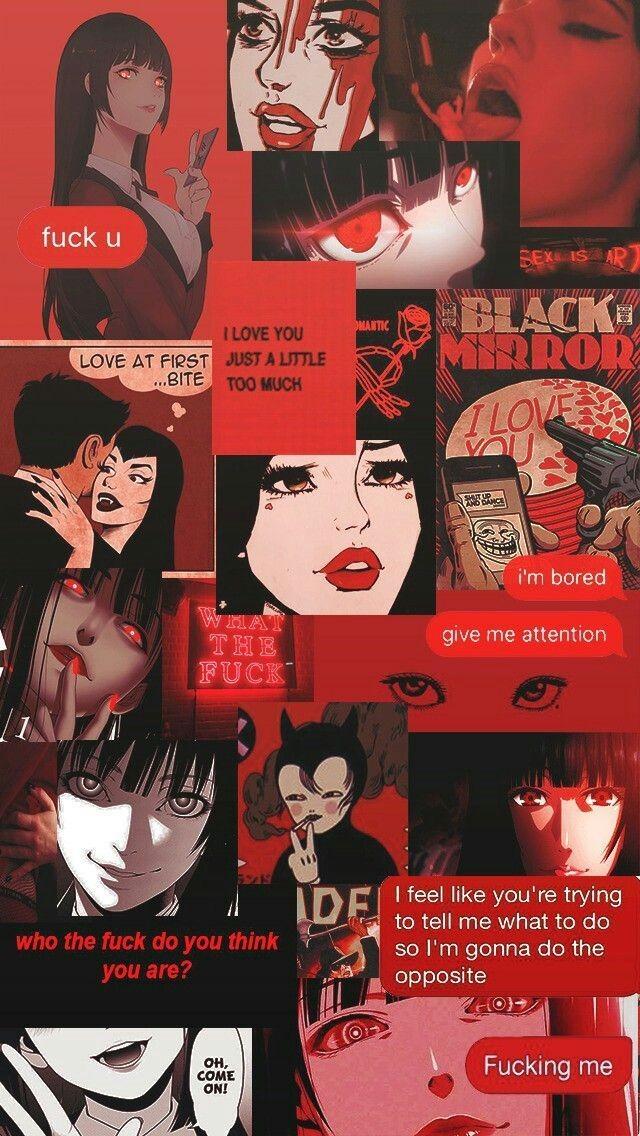 fuck u
SEX IS ART
I LOVE YOU
JUST A LITTLE
TOO MUCH
LOVE AT FIRST
...BITE
BLACK
MIRROR
I LOVE
YOU
SHUT UP
AND DANCE
i'm bored
give me attention
WHAT
THE
FUCK
who the fuck do you think
you are?
I feel like you're trying
to tell me what to do
so I'm gonna do the
opposite
OH,
COME
ON!
Fucking me